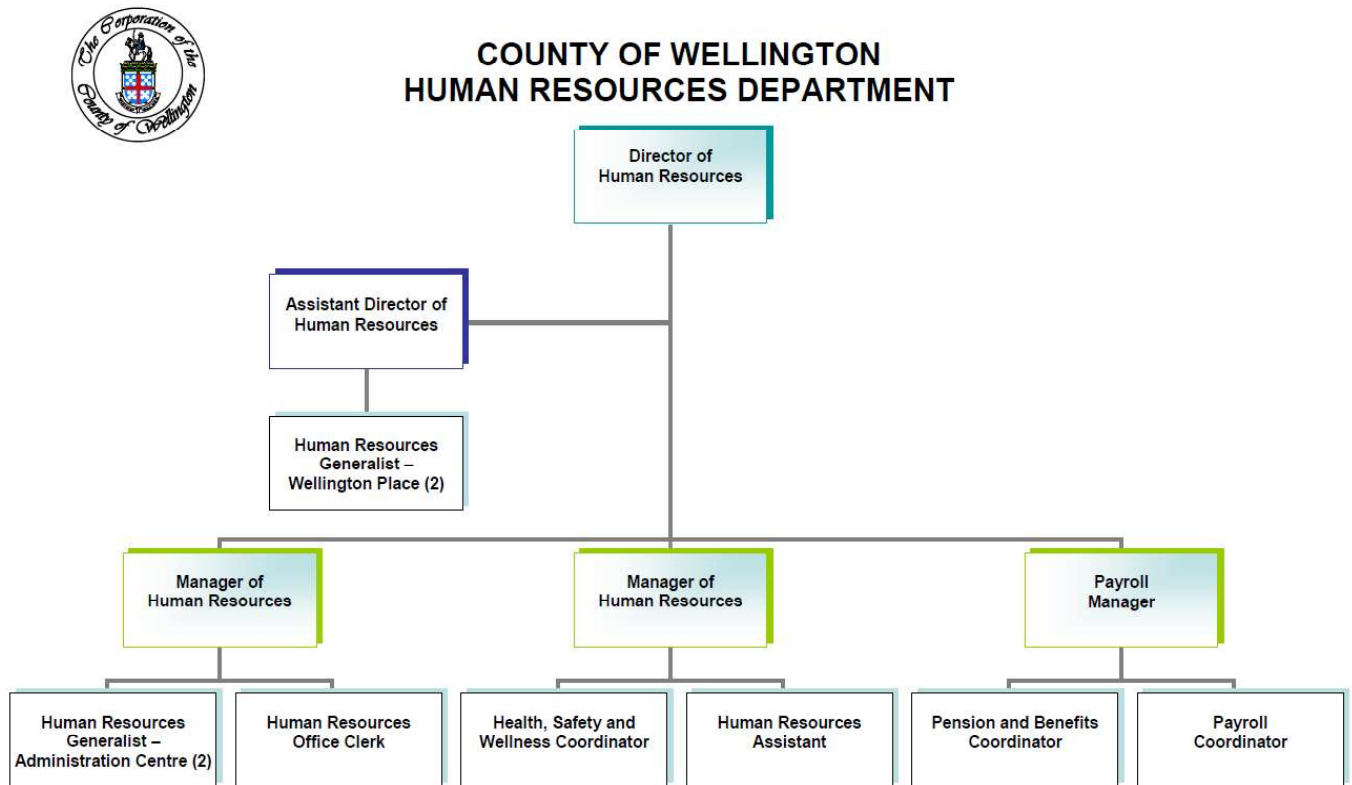 The Corporation of the
County of Wellington
COUNTY OF WELLINGTON
HUMAN RESOURCES DEPARTMENT
Director of
Human Resources
Assistant Director of
Human Resources
Human Resources
Generalist –
Wellington Place (2)
Manager of
Human Resources
Manager of
Human Resources
Payroll
Manager
Human Resources
Generalist –
Administration Centre (2)
Human Resources
Office Clerk
Health, Safety and
Wellness Coordinator
Human Resources
Assistant
Pension and Benefits
Coordinator
Payroll
Coordinator